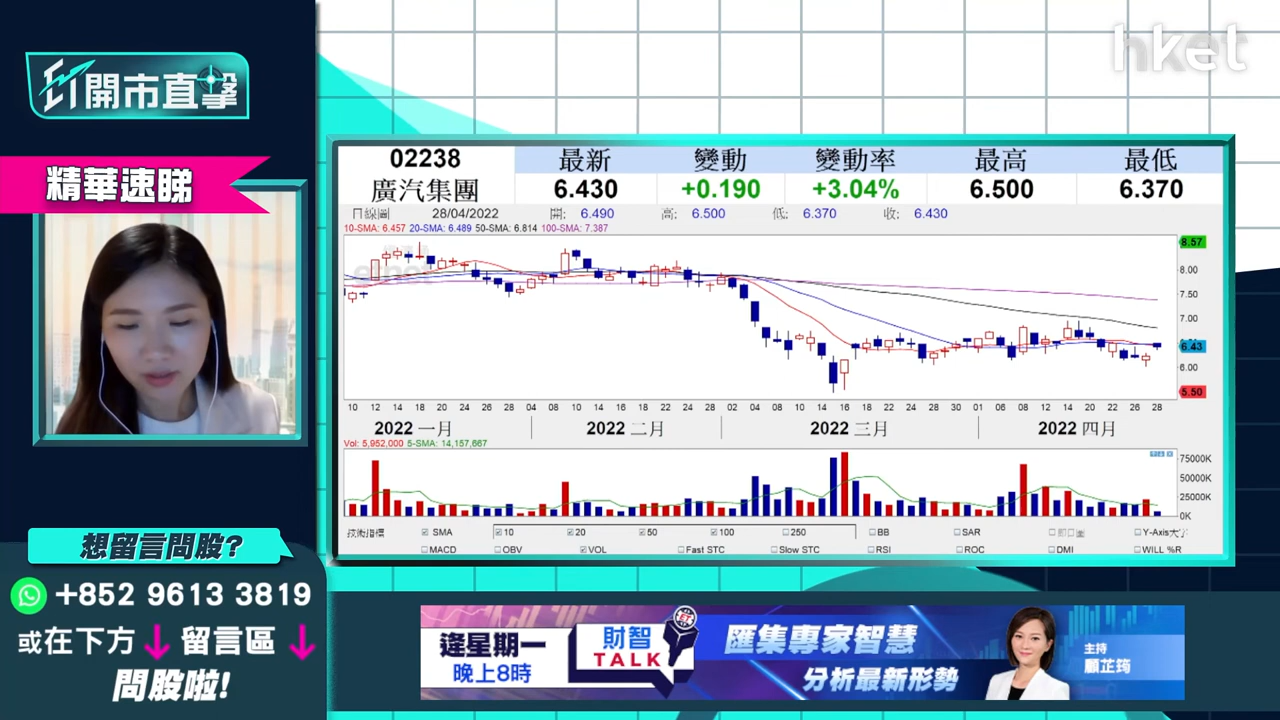 hket
ET開市直擊
精華速睇
02238
廣汽集團
最新 變動 變動率 最高 最低
6.430 +0.190 +3.04% 6.500 6.370
日線圖 28/04/2022 開: 6.490 高: 6.500 低: 6.370 收: 6.430
10-SMA: 6.457 20-SMA: 6.489 50-SMA: 6.814 100-SMA: 7.387
8.57
8.00
7.50
7.00
6.43
6.00
5.50
10 12 14 18 20 24 26 28 04 08 10 14 16 18 22 24 28 02 04 08 10 14 16 18 22 24 28 30 01 06 08 12 14 20 22 26 28
2022 一月 2022 二月 2022 三月 2022 四月
Vol: 5,952,000 5-SMA: 14,157,667
75000K
50000K
25000K
0K
技術指標 SMA 10 20 50 100 250 BB SAR Y-Axis大字
MACD OBV VOL Fast STC Slow STC RSI ROC DMI WILL %R
想留言問股?
+852 9613 3819
或在下方 留言區
問股啦!
逢星期一
晚上8時
財智
TALK
匯集專家智慧
分析最新形勢
主持
顧芷筠